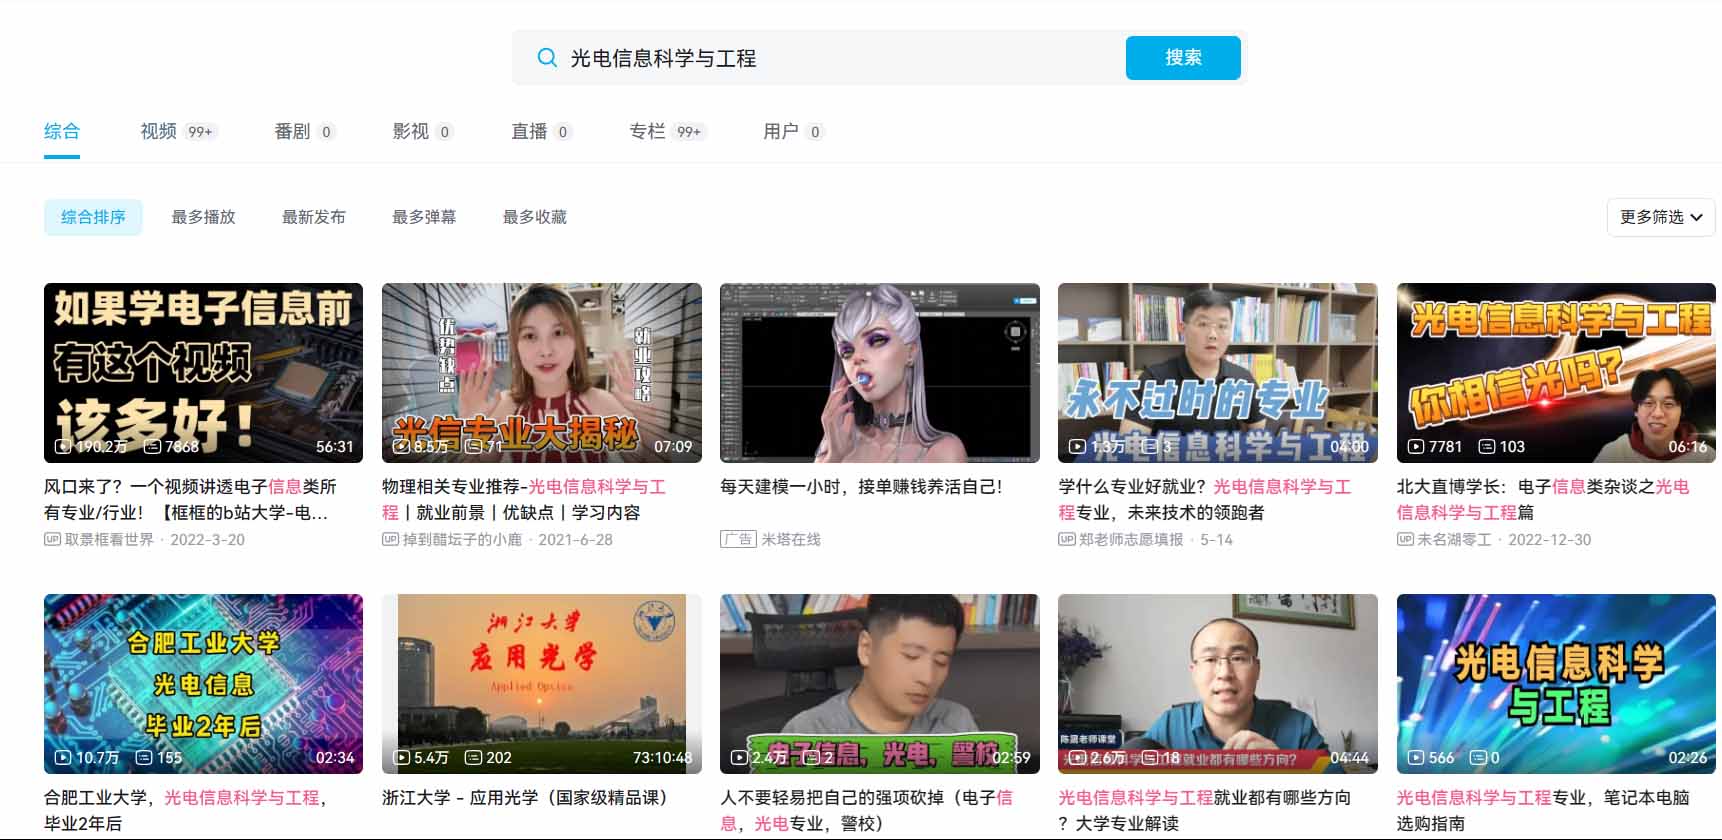 光电信息科学与工程
搜索
综合
视频 99+
番剧 0
影视 0
直播 0
专栏 99+
用户 0
综合排序
最多播放
最新发布
最多弹幕
最多收藏
更多筛选
如果学电子信息前
有这个视频
该多好！
190.2万 7868 56:31
优势缺点
就业攻略
光信专业大揭秘
8.5万 71 07:09
永不过时的专业
光电信息科学与工程
1.3万 3 04:00
光电信息科学与工程
你相信光吗?
7781 103 06:16
风口来了？一个视频讲透电子信息类所
有专业/行业！【框框的b站大学-电...
UP 取景框看世界 · 2022-3-20
物理相关专业推荐-光电信息科学与工
程丨就业前景丨优缺点丨学习内容
UP 掉到醋坛子的小鹿 · 2021-6-28
每天建模一小时，接单赚钱养活自己！
广告 米塔在线
学什么专业好就业？光电信息科学与工
程专业，未来技术的领跑者
UP 郑老师志愿填报 · 5-14
北大直博学长：电子信息类杂谈之光电
信息科学与工程篇
UP 未名湖零工 · 2022-12-30
合肥工业大学
光电信息
毕业2年后
10.7万 155 02:34
浙江大学
应用光学
Applied Optics
5.4万 202 73:10:48
电子信息，光电，警校
2.4万 2 02:59
陈蕊老师课堂
光电信息科学与工程就业都有哪些方向？
2.6万 18 04:44
光电信息科学
与工程
566 0 02:26
合肥工业大学，光电信息科学与工程，
毕业2年后
浙江大学 - 应用光学（国家级精品课）
人不要轻易把自己的强项砍掉（电子信
息，光电专业，警校）
光电信息科学与工程就业都有哪些方向
？大学专业解读
光电信息科学与工程专业，笔记本电脑
选购指南